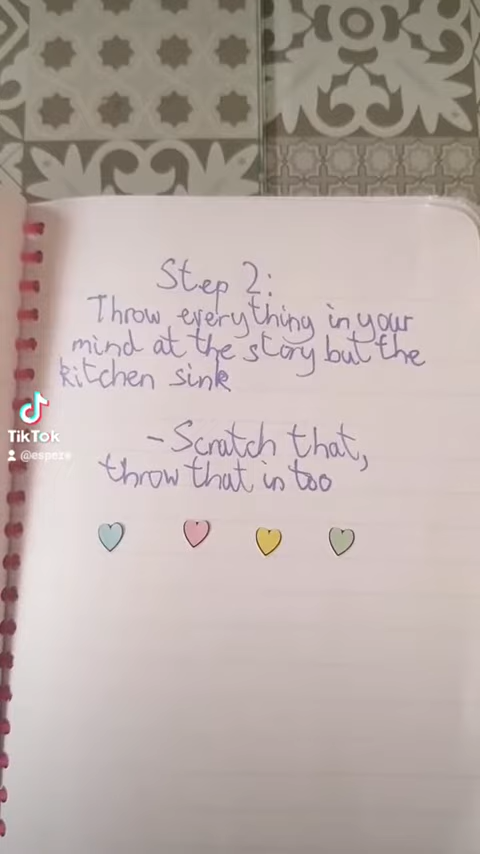 Step 2:
Throw everything in your
mind at the story but the
kitchen sink
- Scratch that,
throw that in too
TikTok
@espeze